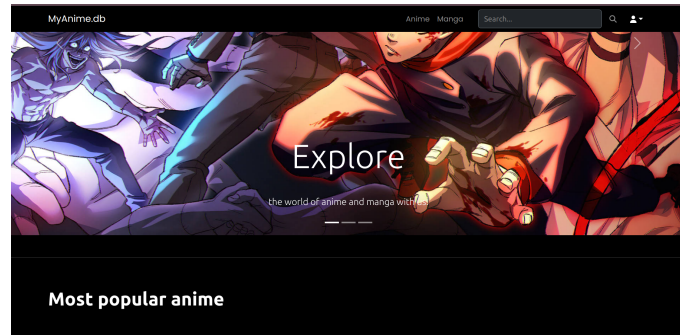 MyAnime.db
Anime Manga Search...
Explore
the world of anime and manga with us!
Most popular anime